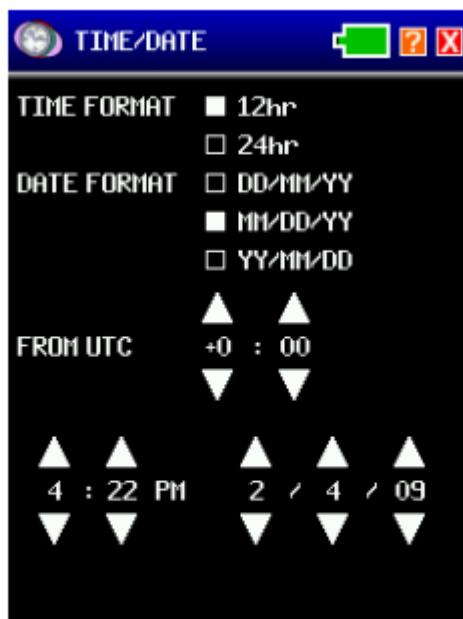 TIME/DATE ? X
TIME FORMAT 12hr
24hr
DATE FORMAT DD/MM/YY
MM/DD/YY
YY/MM/DD
FROM UTC +0 : 00
4 : 22 PM 2 / 4 / 09